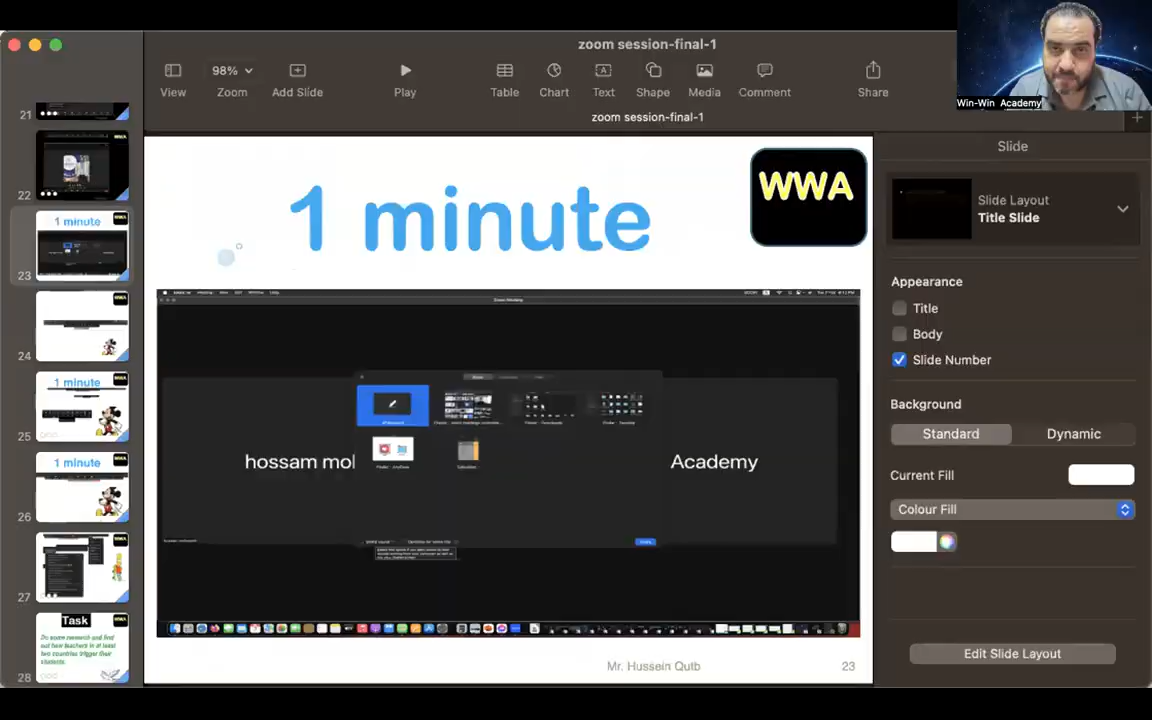 zoom session-final-1
98%
View
Zoom
Add Slide
Play
Table
Chart
Text
Shape
Media
Comment
Share
Win-Win Academy
zoom session-final-1
21
22
WWA
23
1 minute
24
25
1 minute
26
1 minute
27
28
Task
Do some research and find
out how teachers in at least
two countries trigger their
students.
1 minute
WWA
hossam mo
Academy
Mr. Hussein Qutb
23
Slide
Slide Layout
Title Slide
Appearance
Title
Body
Slide Number
Background
Standard
Dynamic
Current Fill
Colour Fill
Edit Slide Layout